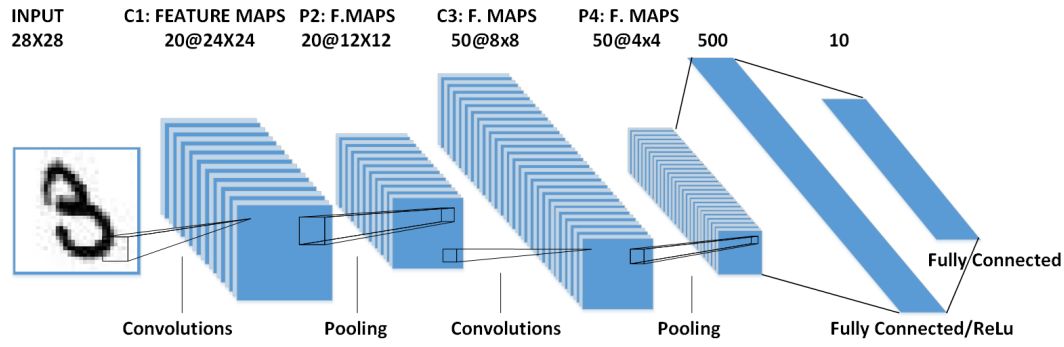 INPUT C1: FEATURE MAPS P2: F.MAPS C3: F. MAPS P4: F. MAPS
28X28 20@24X24 20@12X12 50@8x8 50@4x4 500 10
Fully Connected
Convolutions Pooling Convolutions Pooling Fully Connected/ReLu